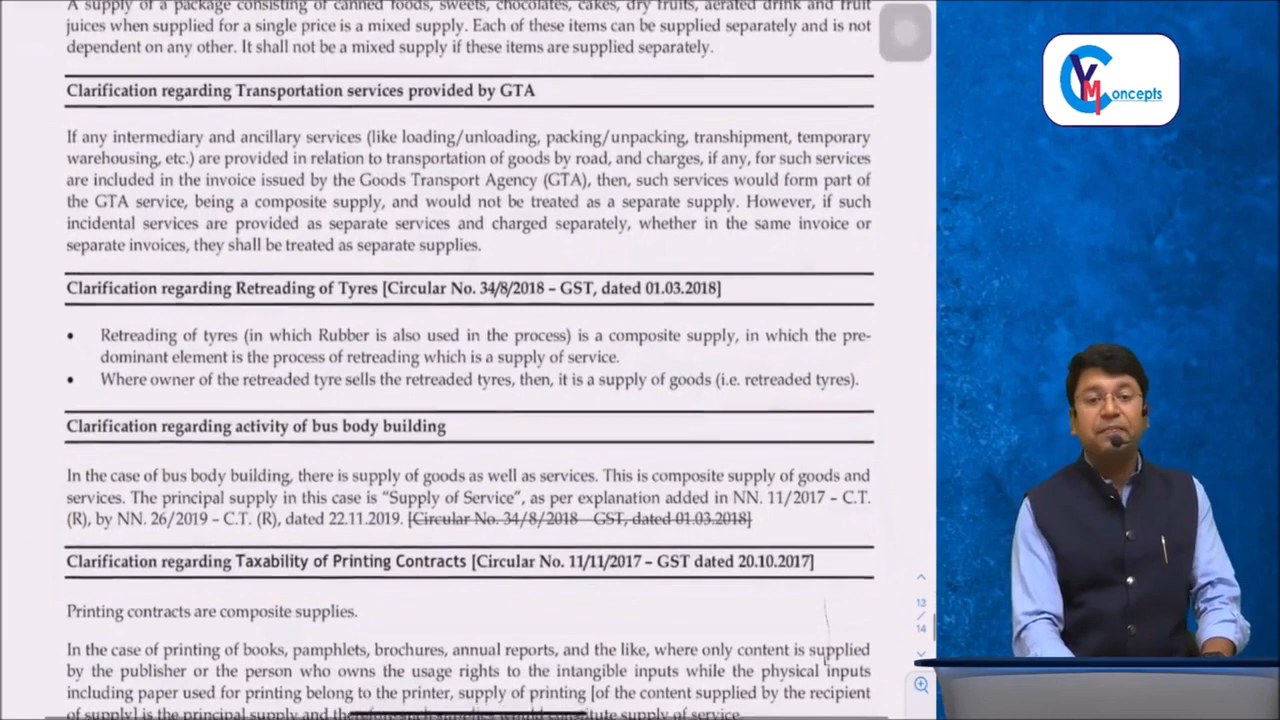 A supply of a package consisting of canned foods, sweets, chocolates, cakes, dry fruits, aerated drink and fruit
juices when supplied for a single price is a mixed supply. Each of these items can be supplied separately and is not
dependent on any other. It shall not be a mixed supply if these items are supplied separately.
Clarification regarding Transportation services provided by GTA
If any intermediary and ancillary services (like loading/unloading, packing/unpacking, transhipment, temporary
warehousing, etc.) are provided in relation to transportation of goods by road, and charges, if any, for such services
are included in the invoice issued by the Goods Transport Agency (GTA), then, such services would form part of
the GTA service, being a composite supply, and would not be treated as a separate supply. However, if such
incidental services are provided as separate services and charged separately, whether in the same invoice or
separate invoices, they shall be treated as separate supplies.
Clarification regarding Retreading of Tyres [Circular No. 34/8/2018 – GST, dated 01.03.2018]
• Retreading of tyres (in which Rubber is also used in the process) is a composite supply, in which the pre-
dominant element is the process of retreading which is a supply of service.
• Where owner of the retreaded tyre sells the retreaded tyres, then, it is a supply of goods (i.e. retreaded tyres).
Clarification regarding activity of bus body building
In the case of bus body building, there is supply of goods as well as services. This is composite supply of goods and
services. The principal supply in this case is “Supply of Service”, as per explanation added in NN. 11/2017 – C.T.
(R), by NN. 26/2019 – C.T. (R), dated 22.11.2019. [Circular No. 34/8/2018 – GST, dated 01.03.2018]
Clarification regarding Taxability of Printing Contracts [Circular No. 11/11/2017 – GST dated 20.10.2017]
Printing contracts are composite supplies.
In the case of printing of books, pamphlets, brochures, annual reports, and the like, where only content is supplied
by the publisher or the person who owns the usage rights to the intangible inputs while the physical inputs
including paper used for printing belong to the printer, supply of printing [of the content supplied by the recipient
of supply] is the principal supply and therefore such supplies would constitute supply of service.
13
/
14
YM Concepts